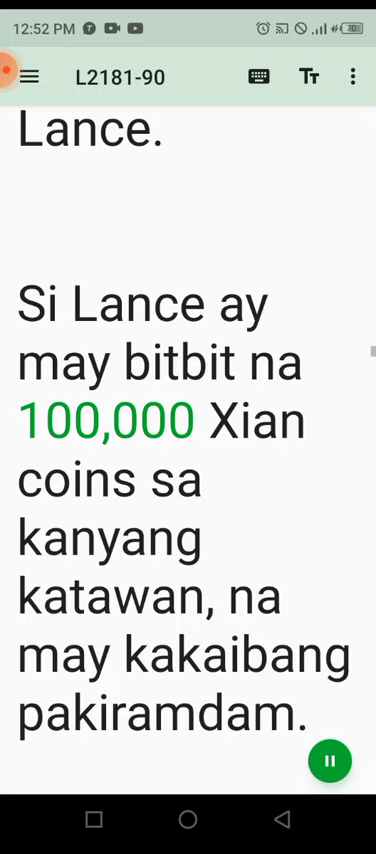 12:52 PM
70
L2181-90
Lance.
Si Lance ay
may bitbit na
100,000 Xian
coins sa
kanyang
katawan, na
may kakaibang
pakiramdam.